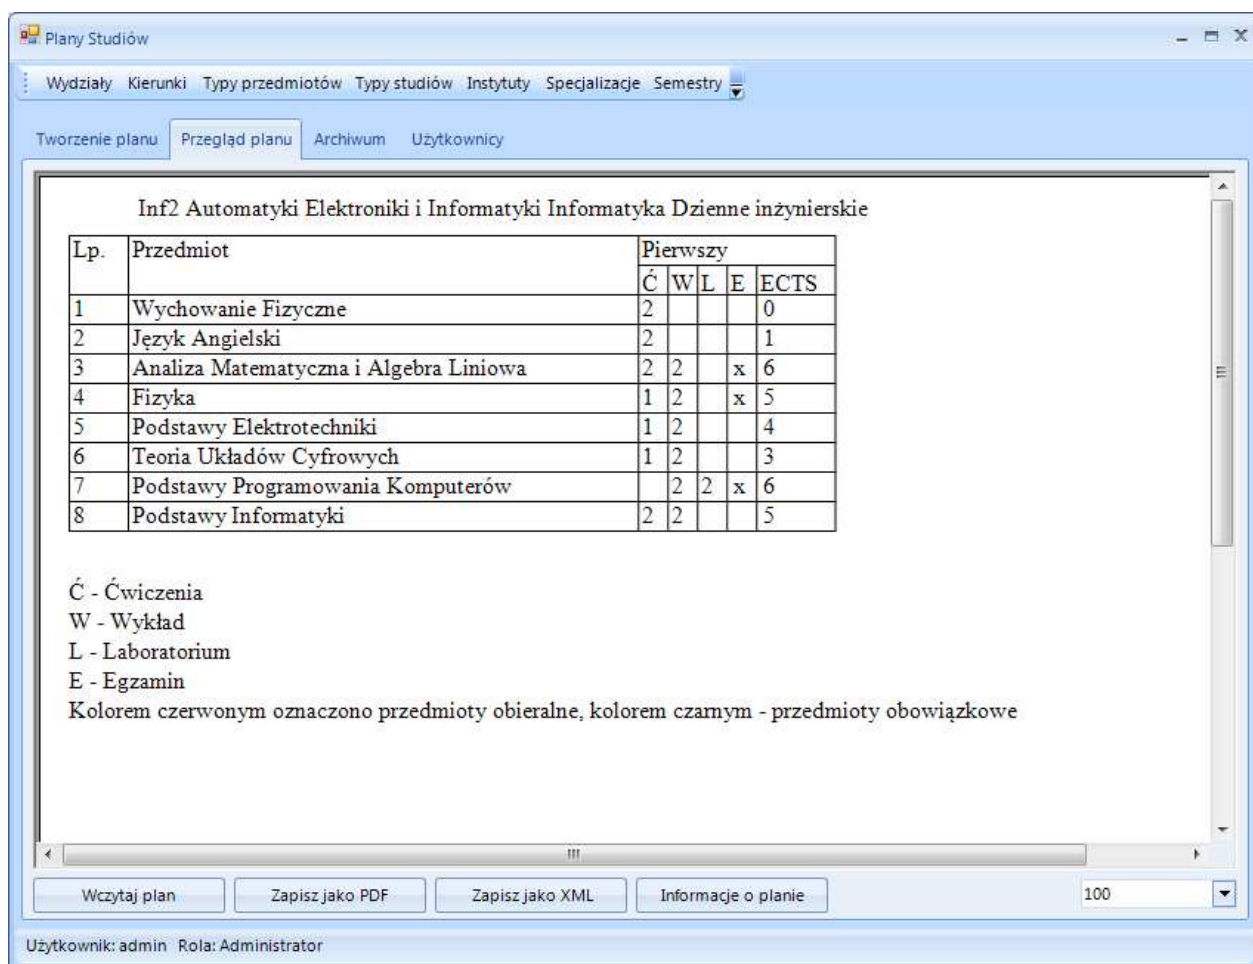 Plany Studiów
Wydziały Kierunki Typy przedmiotów Typy studiów Instytuty Specjalizacje Semestry
Tworzenie planu Przegląd planu Archiwum Użytkownicy
Inf2 Automatyki Elektroniki i Informatyki Informatyka Dzienne inżynierskie
Lp. Przedmiot Pierwszy
Ć W L E ECTS
1 Wychowanie Fizyczne 2 0
2 Język Angielski 2 1
3 Analiza Matematyczna i Algebra Liniowa 2 2 x 6
4 Fizyka 1 2 x 5
5 Podstawy Elektrotechniki 1 2 4
6 Teoria Układów Cyfrowych 1 2 3
7 Podstawy Programowania Komputerów 2 2 x 6
8 Podstawy Informatyki 2 2 5
Ć - Ćwiczenia
W - Wykład
L - Laboratorium
E - Egzamin
Kolorem czerwonym oznaczono przedmioty obieralne, kolorem czarnym - przedmioty obowiązkowe
Wczytaj plan Zapisz jako PDF Zapisz jako XML Informacje o planie 100
Użytkownik: admin Rola: Administrator